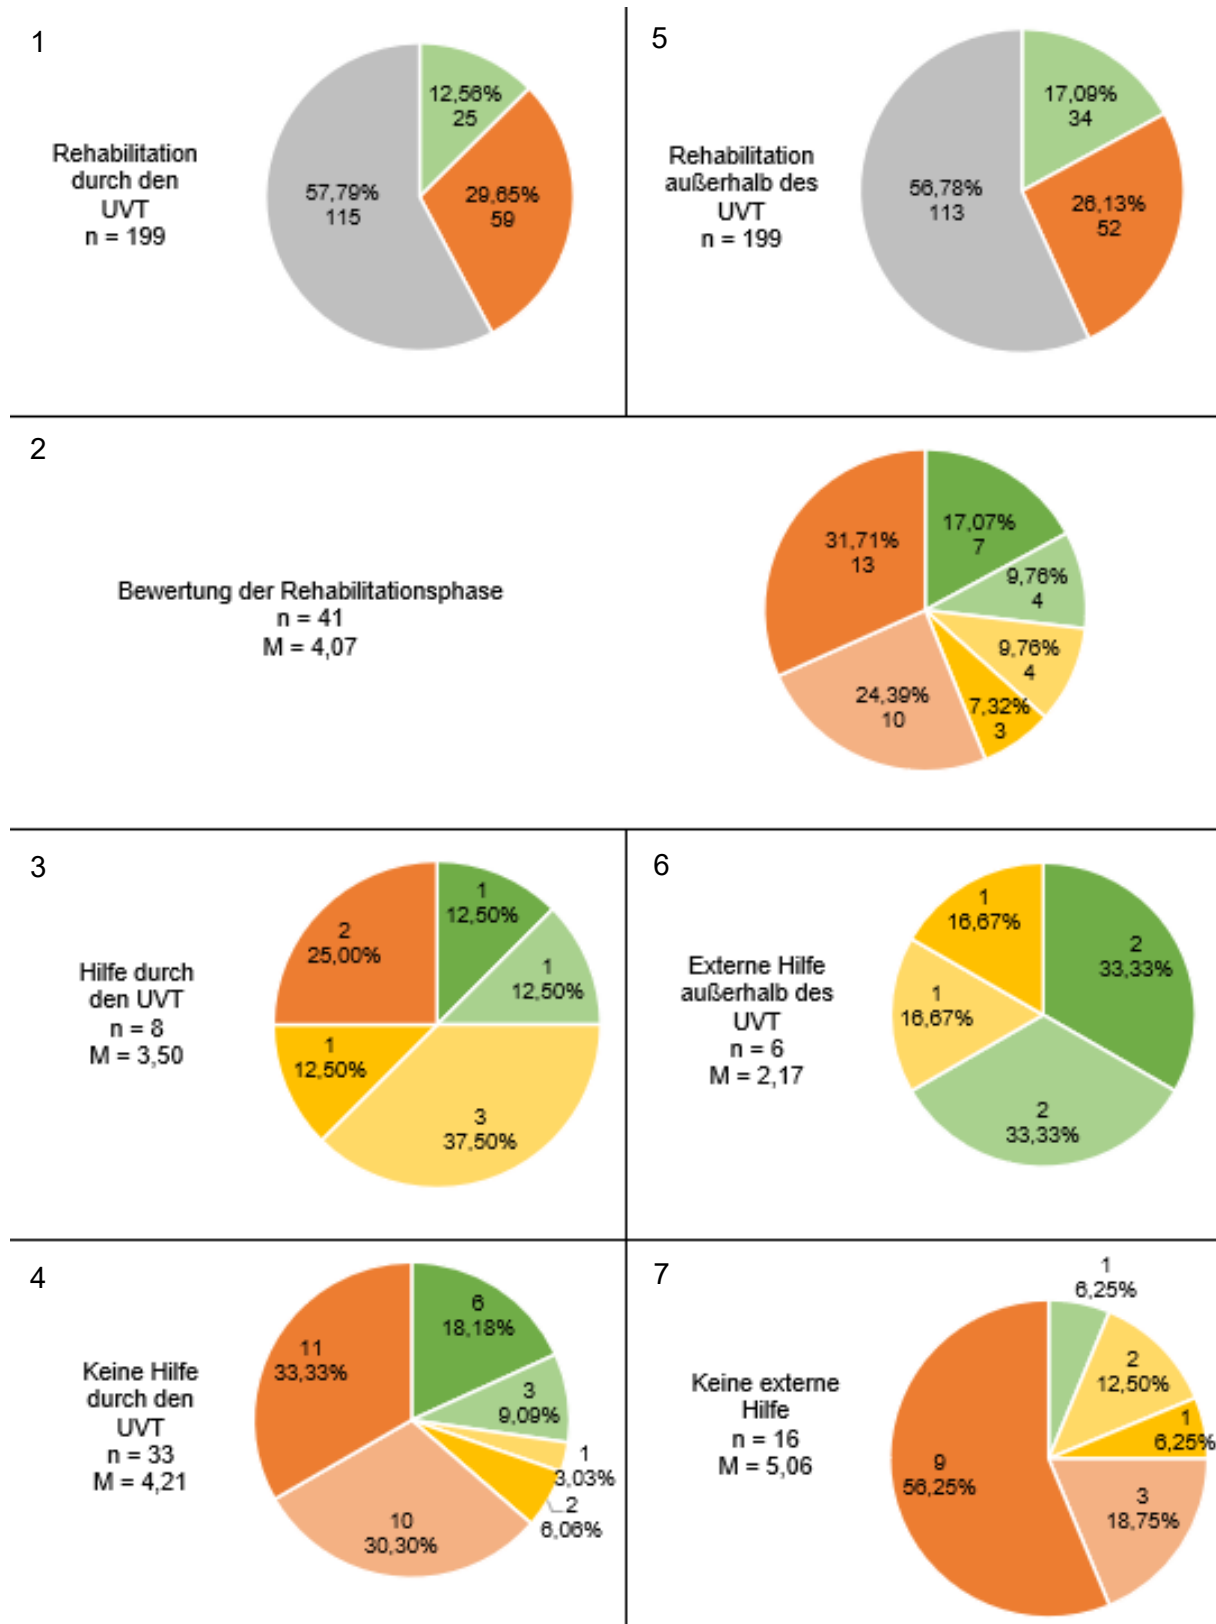 1
Rehabilitation
durch den
UVT
n = 199
12,56%
25
29,65%
59
57,79%
115
5
Rehabilitation
außerhalb des
UVT
n = 199
17,09%
34
26,13%
52
56,78%
113
2
Bewertung der Rehabilitationsphase
n = 41
M = 4,07
17,07%
7
9,76%
4
9,76%
4
7,32%
3
24,39%
10
31,71%
13
3
Hilfe durch
den UVT
n = 8
M = 3,50
1
12,50%
1
12,50%
3
37,50%
1
12,50%
2
25,00%
6
Externe Hilfe
außerhalb des
UVT
n = 6
M = 2,17
2
33,33%
2
33,33%
1
16,67%
1
16,67%
4
Keine Hilfe
durch den
UVT
n = 33
M = 4,21
6
18,18%
3
9,09%
1
3,03%
2
6,06%
10
30,30%
11
33,33%
7
Keine externe
Hilfe
n = 16
M = 5,06
1
6,25%
2
12,50%
1
6,25%
3
18,75%
9
56,25%